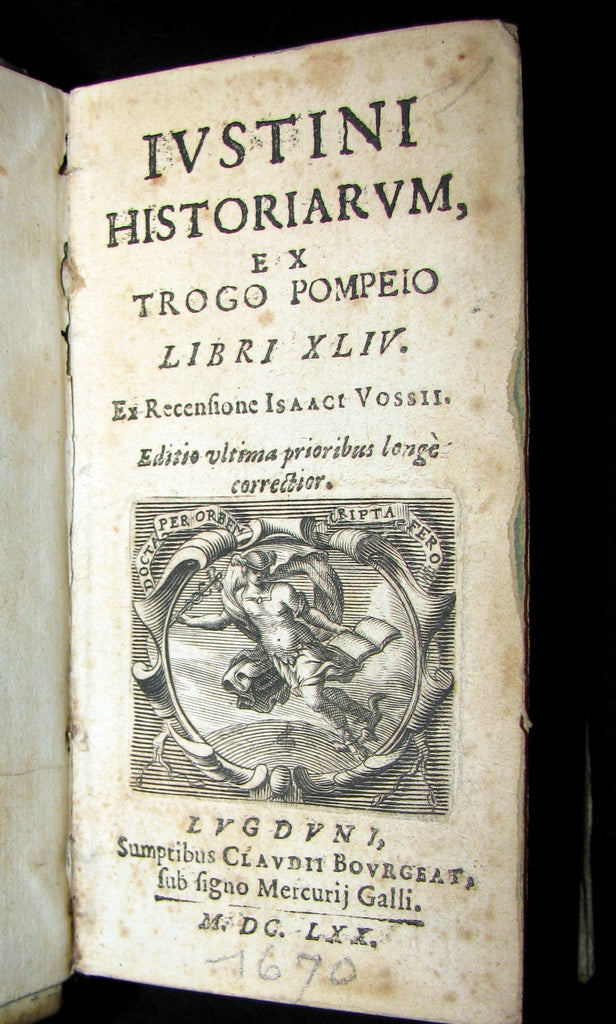 IVSTINI
HISTORIARVM,
EX
TROGO POMPEIO
LIBRI XLIV.
Ex Recensione ISAACI VOSSII.
Editio vltima prioribus longè
correctior.
DOCTA PER ORBEM SCRIPTA FERO
LVGDVNI,
Sumptibus CLAVDII BOVRGEAT,
sub signo Mercurij Galli.
M. DC. LXX.
1670